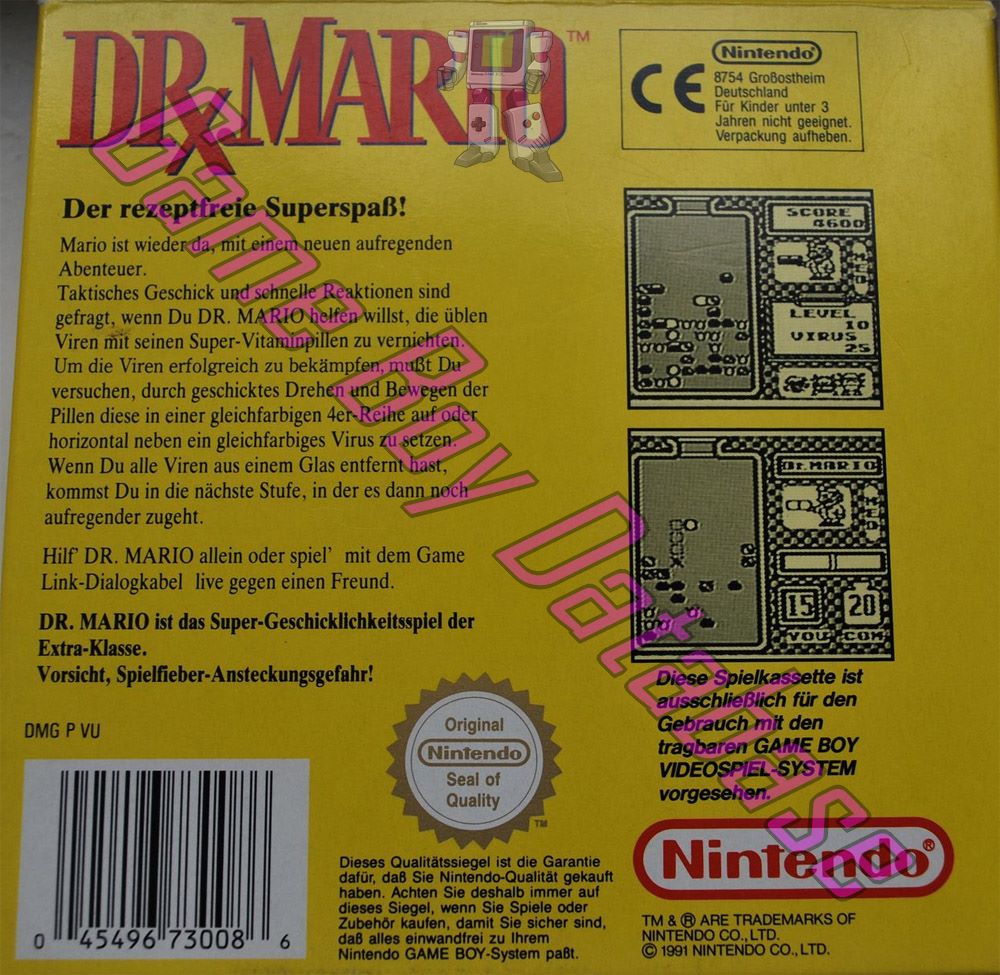 DR. MARIO™
Nintendo®
CE
8754 Großostheim
Deutschland
Für Kinder unter 3
Jahren nicht geeignet.
Verpackung aufheben.
Der rezeptfreie Superspaß!
Mario ist wieder da, mit einem neuen aufregenden
Abenteuer.
Taktisches Geschick und schnelle Reaktionen sind
gefragt, wenn Du DR. MARIO helfen willst, die üblen
Viren mit seinen Super-Vitaminpillen zu vernichten.
Um die Viren erfolgreich zu bekämpfen, mußt Du
versuchen, durch geschicktes Drehen und Bewegen der
Pillen diese in einer gleichfarbigen 4er-Reihe auf oder
horizontal neben ein gleichfarbiges Virus zu setzen.
Wenn Du alle Viren aus einem Glas entfernt hast,
kommst Du in die nächste Stufe, in der es dann noch
aufregender zugeht.
Hilf' DR. MARIO allein oder spiel' mit dem Game
Link-Dialogkabel live gegen einen Freund.
DR. MARIO ist das Super-Geschicklichkeitsspiel der
Extra-Klasse.
Vorsicht, Spielfieber-Ansteckungsgefahr!
SCORE
4600
MED
LEVEL
10
VIRUS
25
DR.MARIO
MED
15 20
YOU COM
Diese Spielkassette ist
ausschließlich für den
Gebrauch mit den
tragbaren GAME BOY
VIDEOSPIEL-SYSTEM
vorgesehen.
DMG P VU
0 45496 73008 6
Original
Nintendo
Seal of
Quality
TM
Dieses Qualitätssiegel ist die Garantie
dafür, daß Sie Nintendo-Qualität gekauft
haben. Achten Sie deshalb immer auf
dieses Siegel, wenn Sie Spiele oder
Zubehör kaufen, damit Sie sicher sind,
daß alles einwandfrei zu Ihrem
Nintendo GAME BOY-System paßt.
Nintendo®
TM & ® ARE TRADEMARKS OF
NINTENDO CO., LTD.
© 1991 NINTENDO CO., LTD.
Game Boy Database